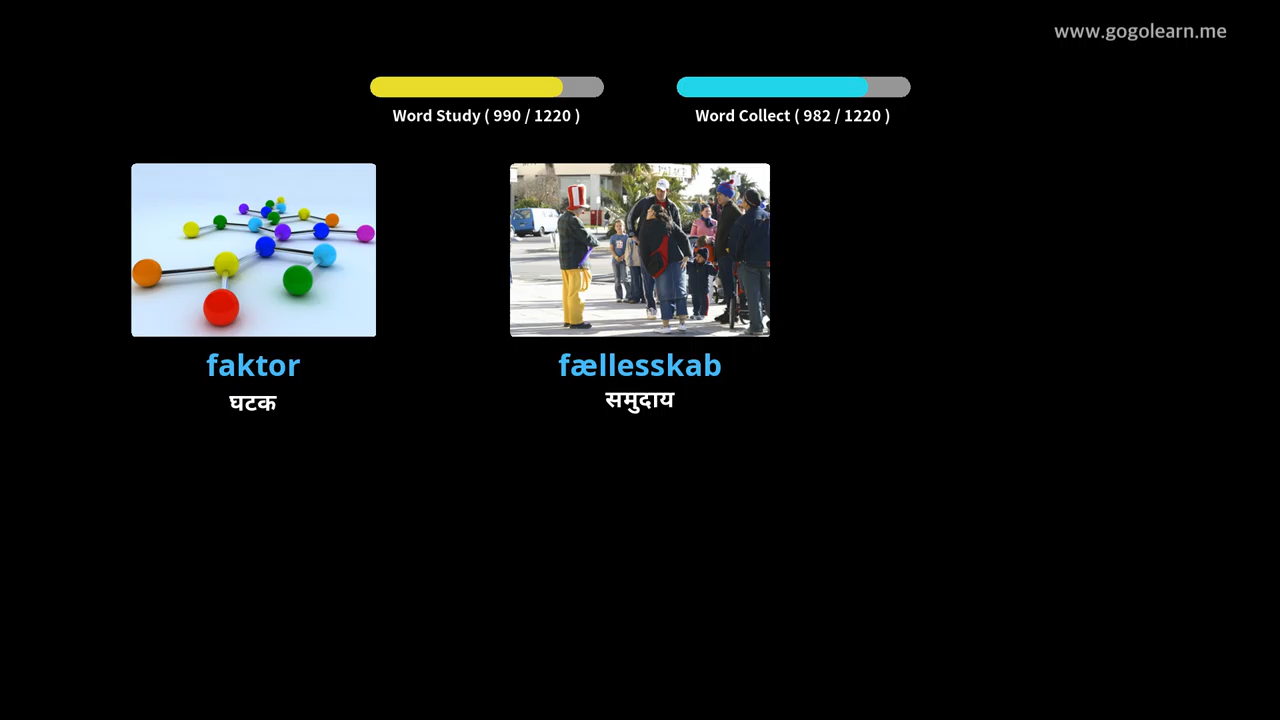 www.gogolearn.me
Word Study ( 990 / 1220 )
Word Collect ( 982 / 1220 )
faktor
घटक
fællesskab
समुदाय